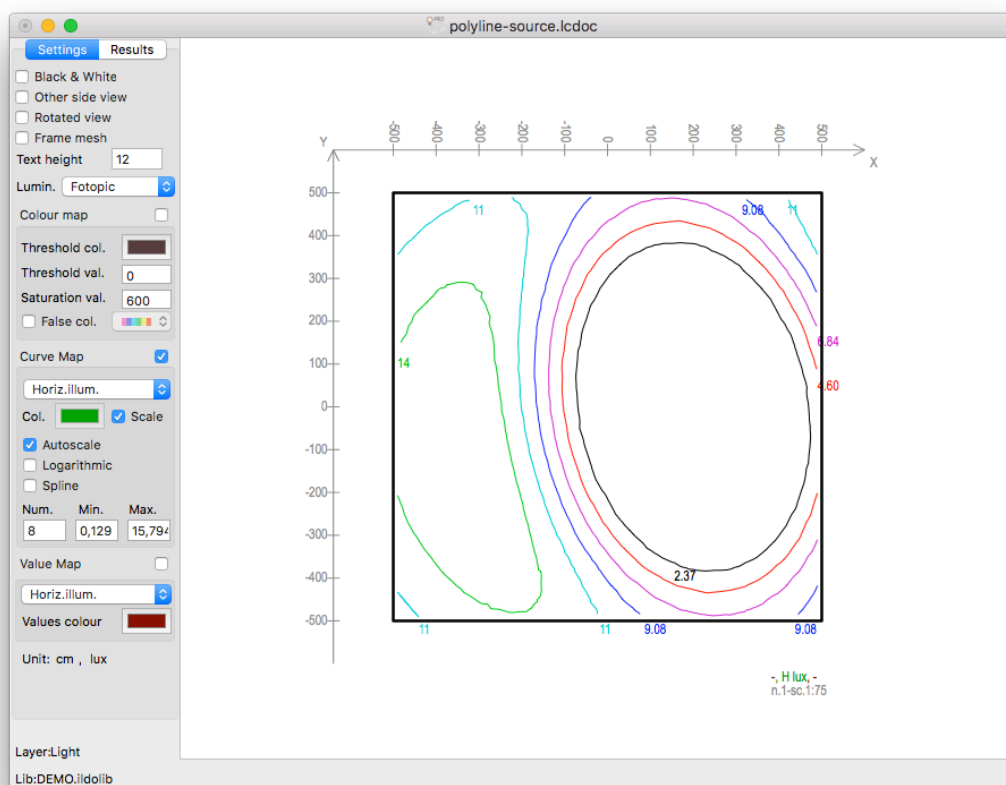 polyline-source.lcdoc
Settings Results
Black & White
Other side view
Rotated view
Frame mesh
Text height 12
Lumin. Fotopic
Colour map
Threshold col.
Threshold val. 0
Saturation val. 600
False col.
Curve Map
Horiz.illum.
Col. Scale
Autoscale
Logarithmic
Spline
Num. Min. Max.
8 0,129 15,794
Value Map
Horiz.illum.
Values colour
Unit: cm , lux
Layer:Light
Lib:DEMO.ildolib
-500 -400 -300 -200 -100 0 100 200 300 400 500
Y
X
500
400
300
200
100
0
-100
-200
-300
-400
-500
11 9.08 11
6.84
14
4.60
2.37
11 11 9.08 9.08
-, H lux, -
n.1-sc.1:75